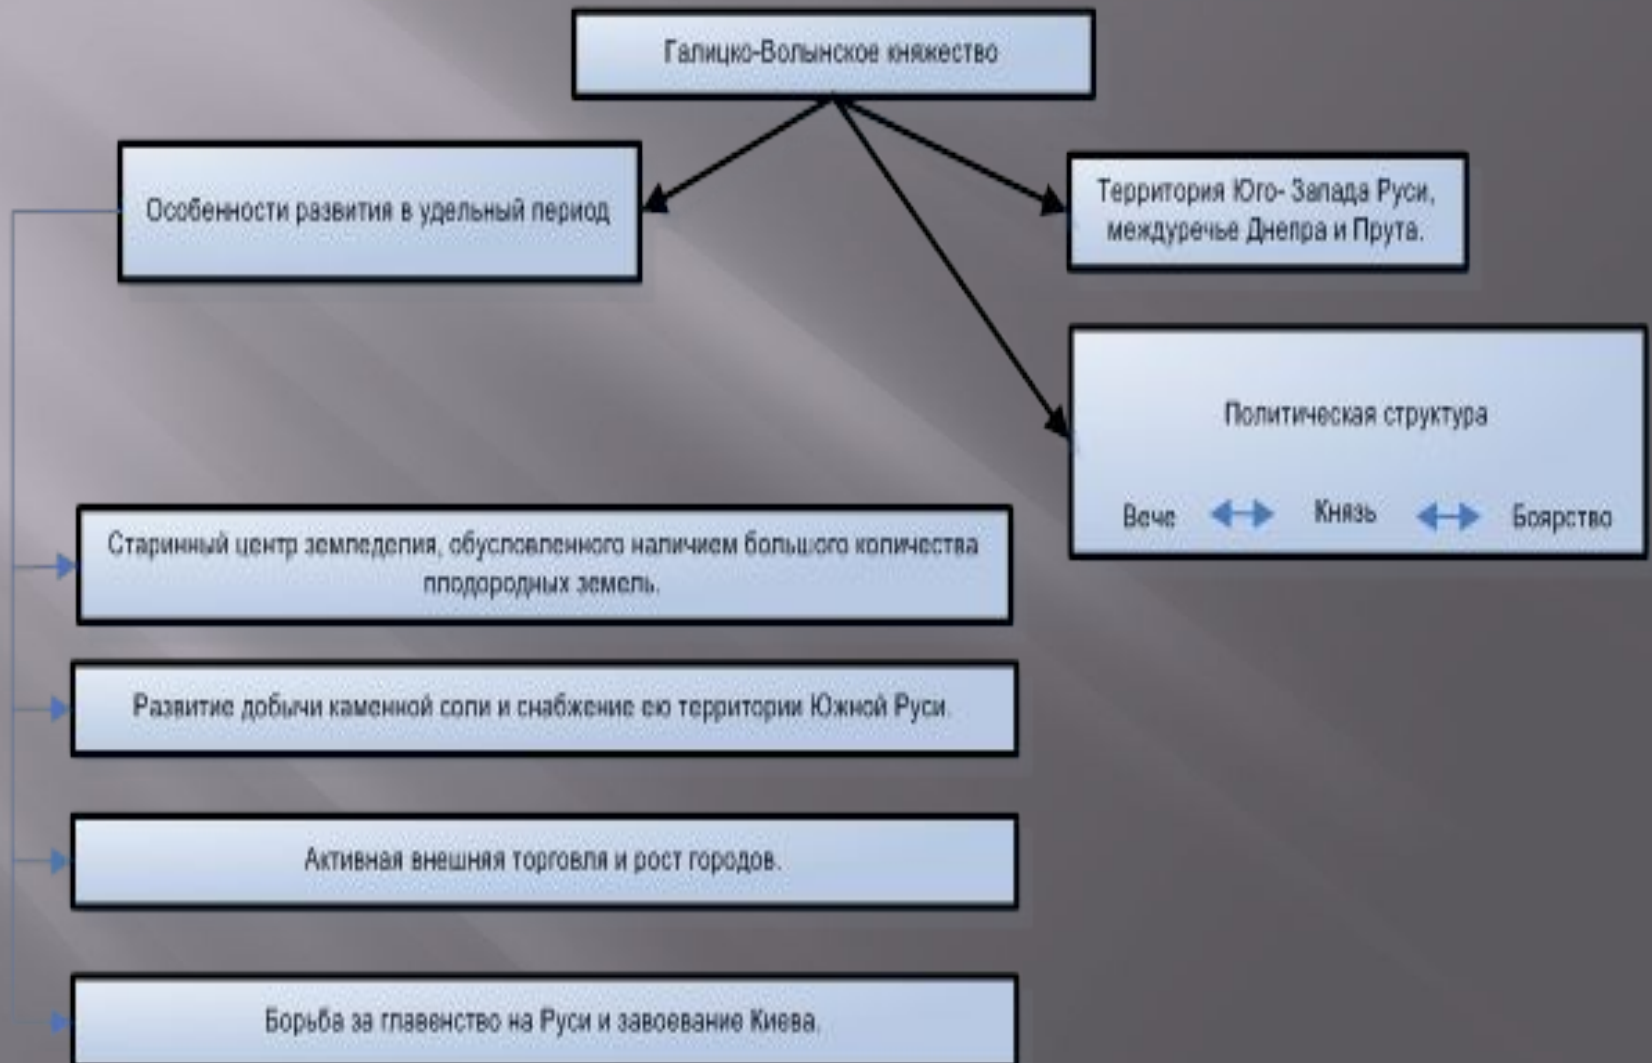 Галицко-Волынское княжество
Особенности развития в удельный период
Территория Юго- Запада Руси,
междуречье Днепра и Прута.
Политическая структура
Вече Князь Боярство
Старинный центр земледелия, обусловленного наличием большого количества
плодородных земель.
Развитие добычи каменной соли и снабжение ею территории Южной Руси.
Активная внешняя торговля и рост городов.
Борьба за главенство на Руси и завоевание Киева.